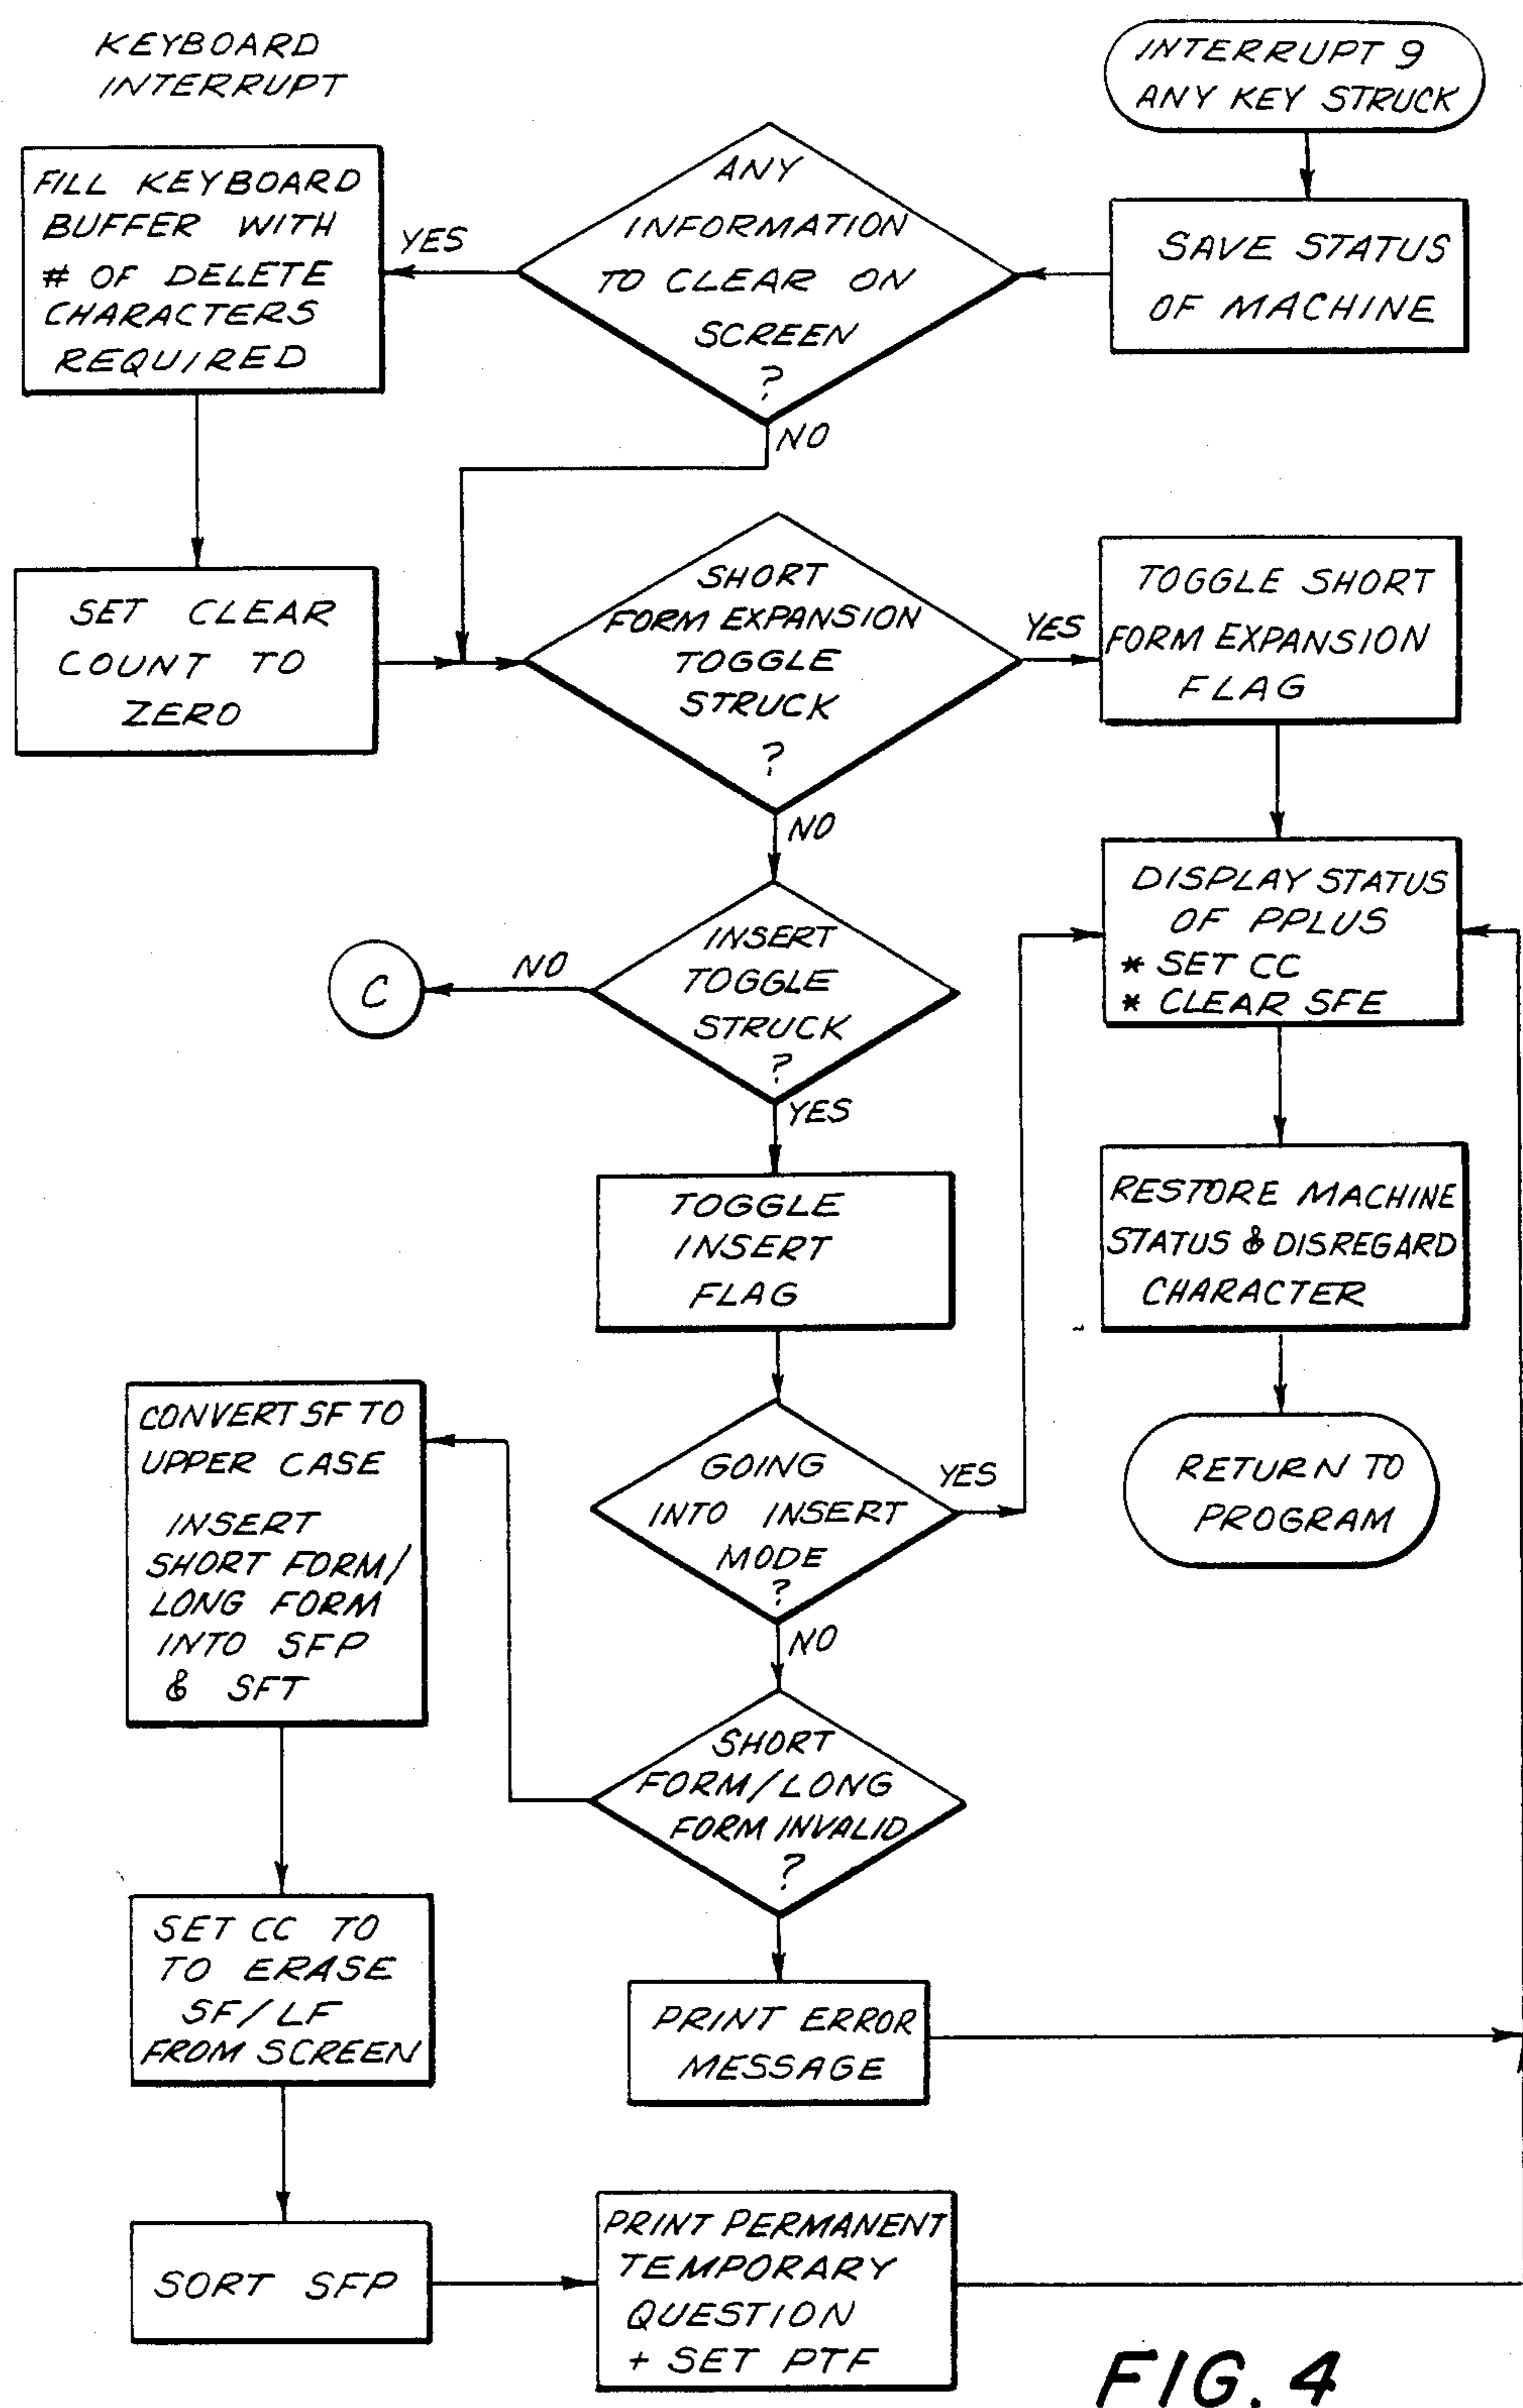 KEYBOARD
INTERRUPT
INTERRUPT 9
ANY KEY STRUCK
SAVE STATUS
OF MACHINE
ANY
INFORMATION
TO CLEAR ON
SCREEN
?
YES
NO
FILL KEYBOARD
BUFFER WITH
# OF DELETE
CHARACTERS
REQUIRED
SET CLEAR
COUNT TO
ZERO
SHORT
FORM EXPANSION
TOGGLE
STRUCK
?
YES
NO
TOGGLE SHORT
FORM EXPANSION
FLAG
DISPLAY STATUS
OF PPLUS
* SET CC
* CLEAR SFE
RESTORE MACHINE
STATUS & DISREGARD
CHARACTER
RETURN TO
PROGRAM
INSERT
TOGGLE
STRUCK
?
NO
C
YES
TOGGLE
INSERT
FLAG
GOING
INTO INSERT
MODE
?
YES
NO
SHORT
FORM/LONG
FORM INVALID
?
CONVERT SF TO
UPPER CASE
INSERT
SHORT FORM/
LONG FORM
INTO SFP
& SFT
SET CC TO
TO ERASE
SF/LF
FROM SCREEN
PRINT ERROR
MESSAGE
SORT SFP
PRINT PERMANENT
TEMPORARY
QUESTION
+ SET PTF
FIG. 4